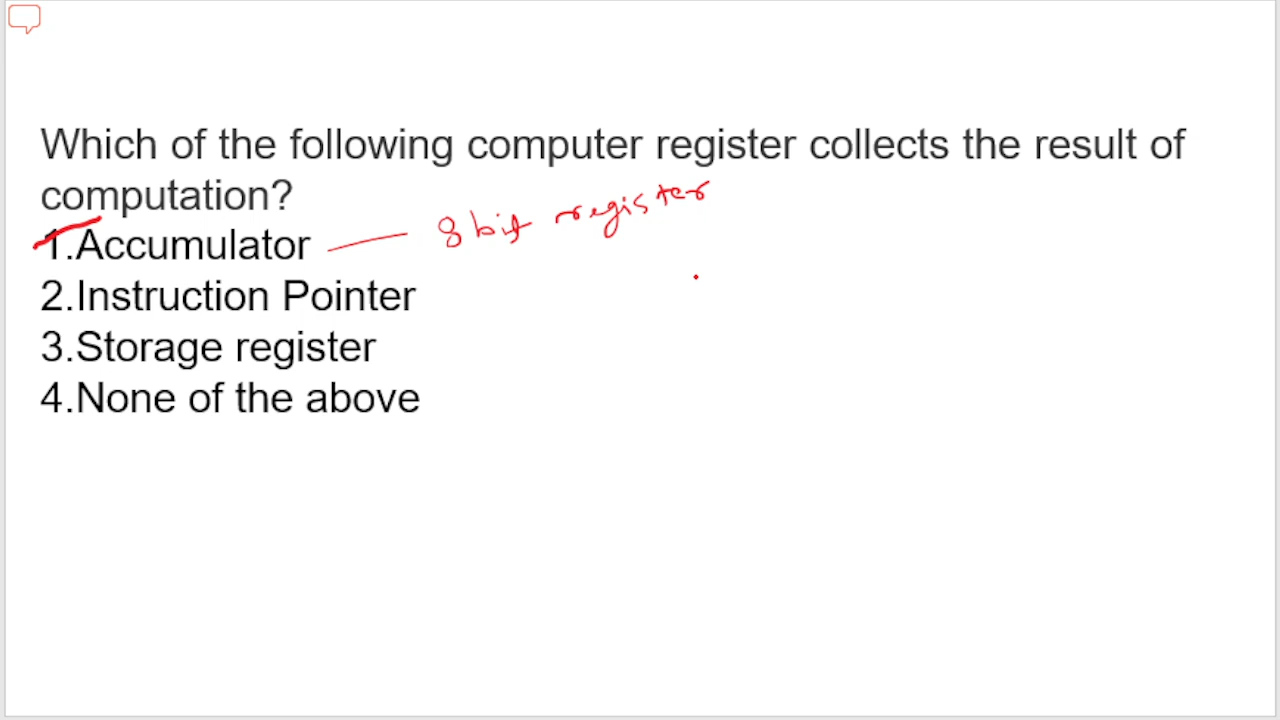 Which of the following computer register collects the result of
computation?
1.Accumulator — 8 bit register
2.Instruction Pointer
3.Storage register
4.None of the above